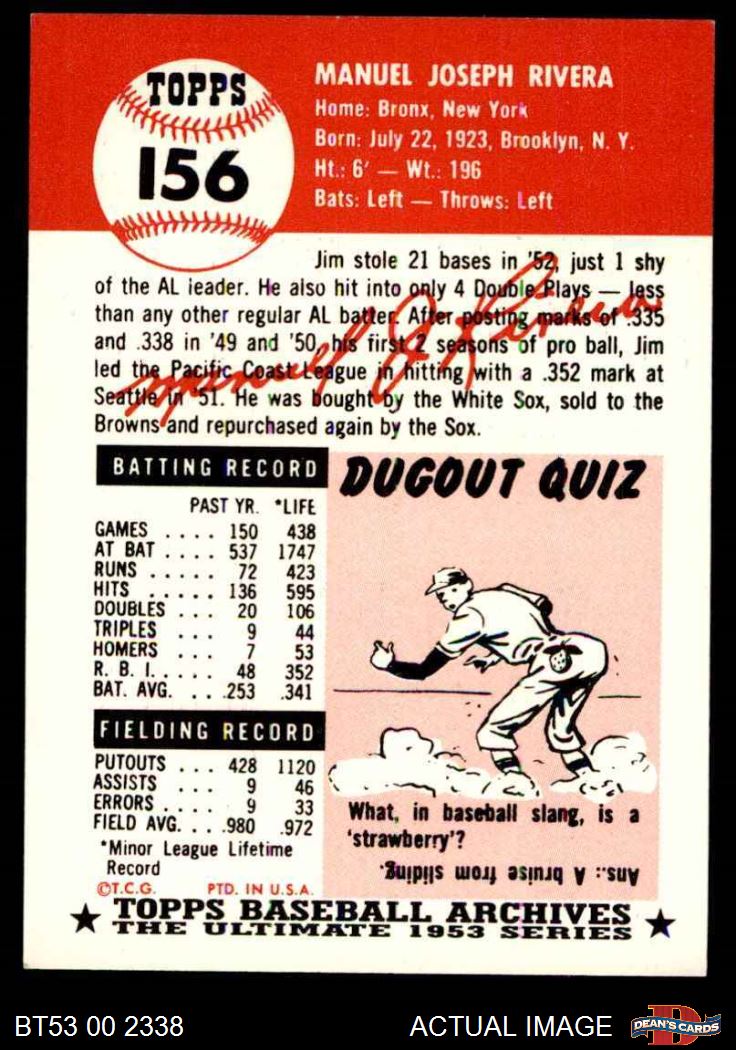 TOPPS
156
MANUEL JOSEPH RIVERA
Home: Bronx, New York
Born: July 22, 1923, Brooklyn, N. Y.
Ht.: 6' — Wt.: 196
Bats: Left — Throws: Left
Jim stole 21 bases in '52, just 1 shy
of the AL leader. He also hit into only 4 Double Plays — less
than any other regular AL batter. After posting marks of .335
and .338 in '49 and '50, his first 2 seasons of pro ball, Jim
led the Pacific Coast League in hitting with a .352 mark at
Seattle in '51. He was bought by the White Sox, sold to the
Browns and repurchased again by the Sox.
Manuel J. Rivera
BATTING RECORD
PAST YR. *LIFE
GAMES .... 150 438
AT BAT .... 537 1747
RUNS ..... 72 423
HITS ..... 136 595
DOUBLES .. 20 106
TRIPLES ... 9 44
HOMERS ... 7 53
R. B. I. .... 48 352
BAT. AVG. .. .253 .341
FIELDING RECORD
PUTOUTS ... 428 1120
ASSISTS ... 9 46
ERRORS ... 9 33
FIELD AVG. .. .980 .972
*Minor League Lifetime
Record
©T.C.G. PTD. IN U.S.A.
DUGOUT QUIZ
What, in baseball slang, is a
'strawberry'?
Ans.: A bruise from sliding.
★ TOPPS BASEBALL ARCHIVES ★
THE ULTIMATE 1953 SERIES
BT53 00 2338
ACTUAL IMAGE
D
DEAN'S CARDS